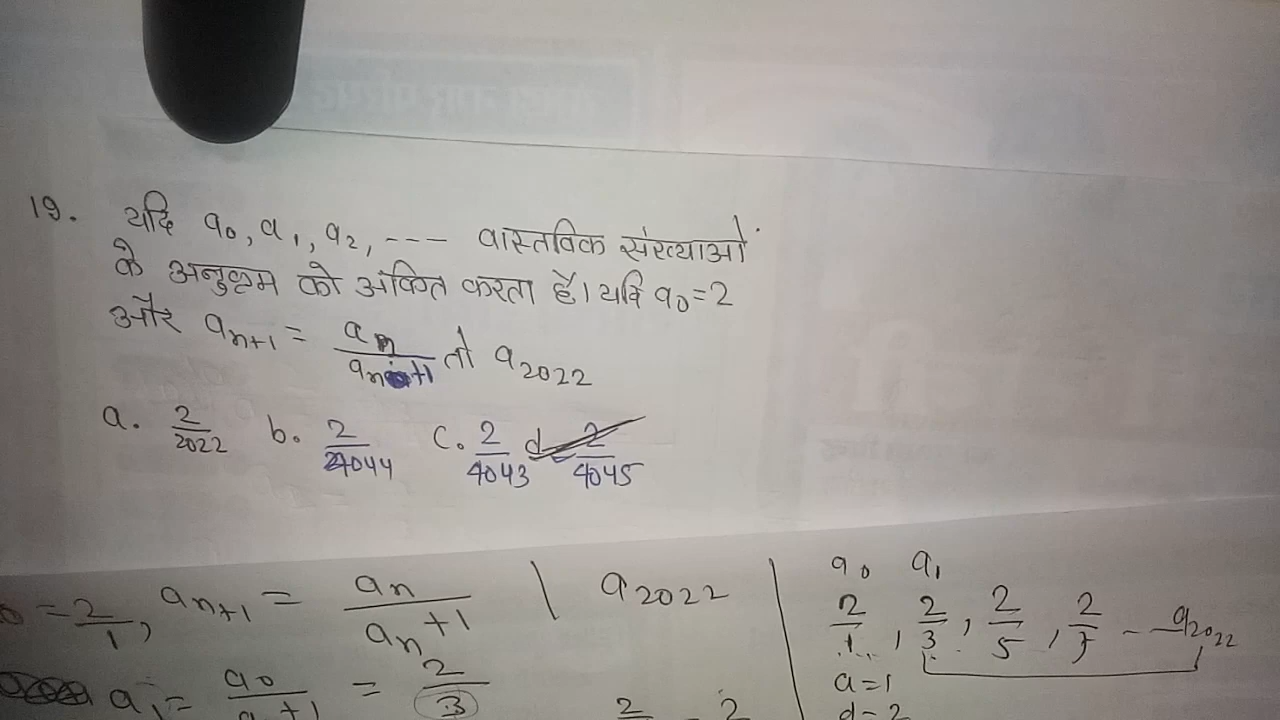 19. यदि a₀, a₁, a₂, --- वास्तविक संख्याओं
के अनुक्रम को अंकित करता है। यदि a₀ = 2
और aₙ₊₁ = aₙ/aₙ+1 तो a₂₀₂₂
a. 2/2022 b. 2/4044 c. 2/4043 d. 2/4045
= 2/1, aₙ₊₁ = aₙ/aₙ+1
a₁ = a₀/a₀+1 = 2/3
a₂₀₂₂
a₀ a₁
2/1, 2/3, 2/5, 2/7 - - a₂₀₂₂
a = 1
d = 2